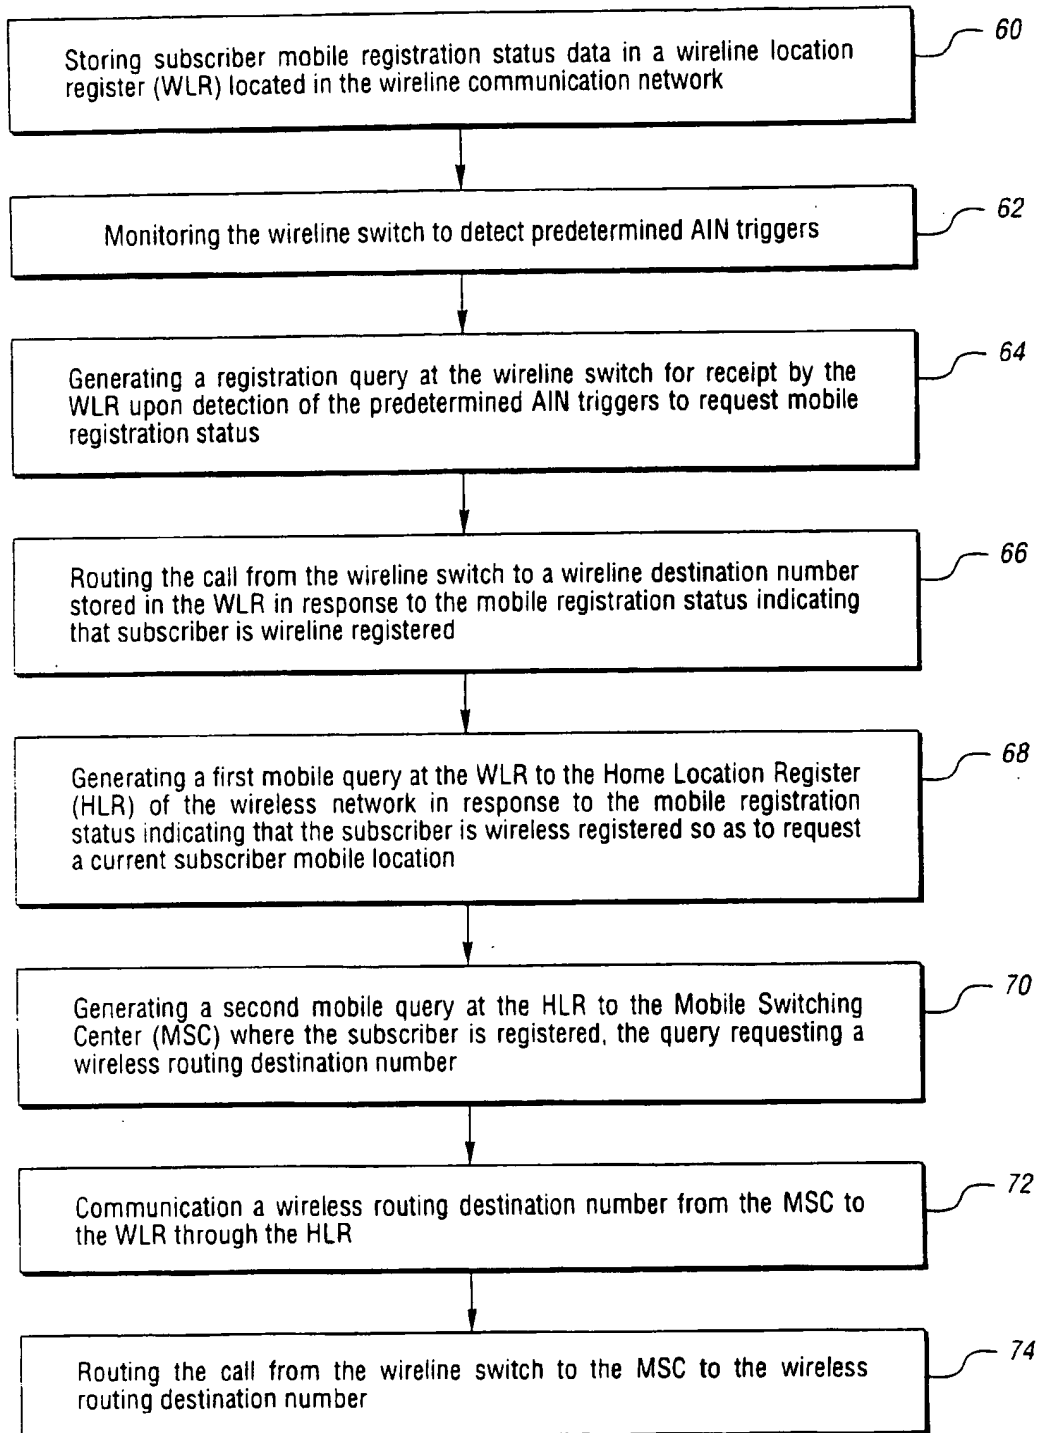 Storing subscriber mobile registration status data in a wireline location
register (WLR) located in the wireline communication network
60
Monitoring the wireline switch to detect predetermined AIN triggers
62
Generating a registration query at the wireline switch for receipt by the
WLR upon detection of the predetermined AIN triggers to request mobile
registration status
64
Routing the call from the wireline switch to a wireline destination number
stored in the WLR in response to the mobile registration status indicating
that subscriber is wireline registered
66
Generating a first mobile query at the WLR to the Home Location Register
(HLR) of the wireless network in response to the mobile registration
status indicating that the subscriber is wireless registered so as to request
a current subscriber mobile location
68
Generating a second mobile query at the HLR to the Mobile Switching
Center (MSC) where the subscriber is registered, the query requesting a
wireless routing destination number
70
Communication a wireless routing destination number from the MSC to
the WLR through the HLR
72
Routing the call from the wireline switch to the MSC to the wireless
routing destination number
74